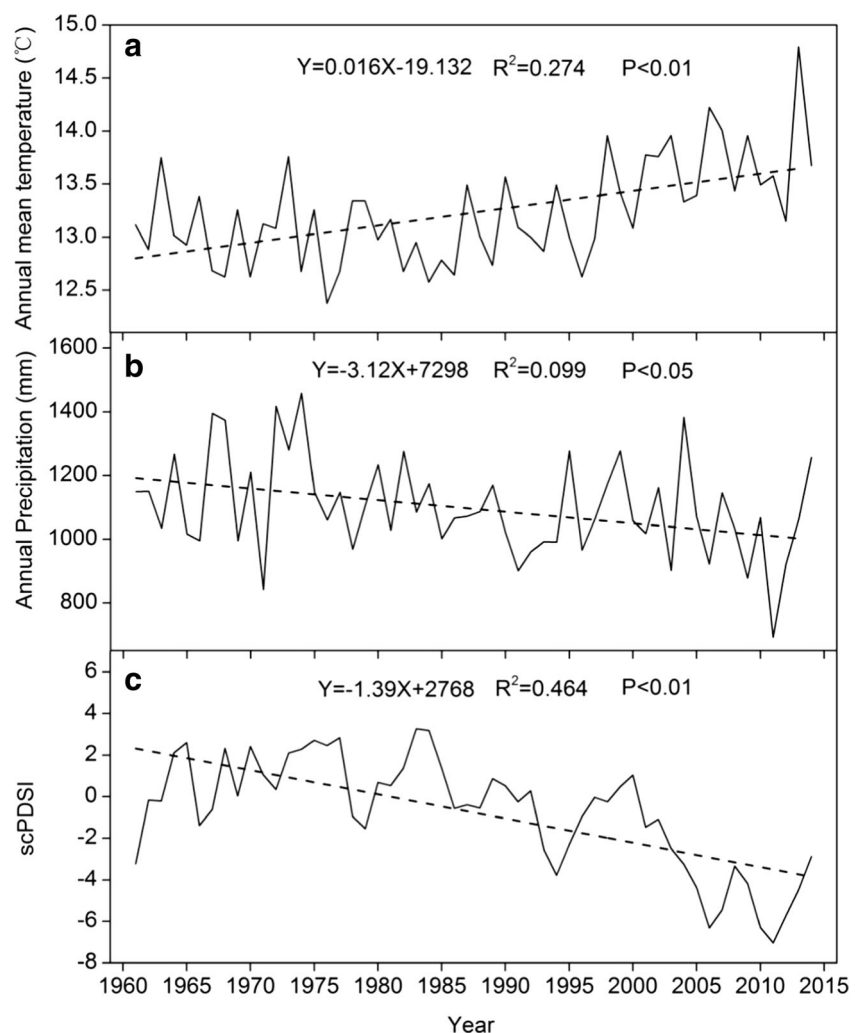 a
Y=0.016X-19.132 R²=0.274 P<0.01
Annual mean temperature (℃)
15.0
14.5
14.0
13.5
13.0
12.5
b
Y=-3.12X+7298 R²=0.099 P<0.05
Annual Precipitation (mm)
1600
1400
1200
1000
800
c
Y=-1.39X+2768 R²=0.464 P<0.01
scPDSI
6
4
2
0
-2
-4
-6
-8
1960 1965 1970 1975 1980 1985 1990 1995 2000 2005 2010 2015
Year